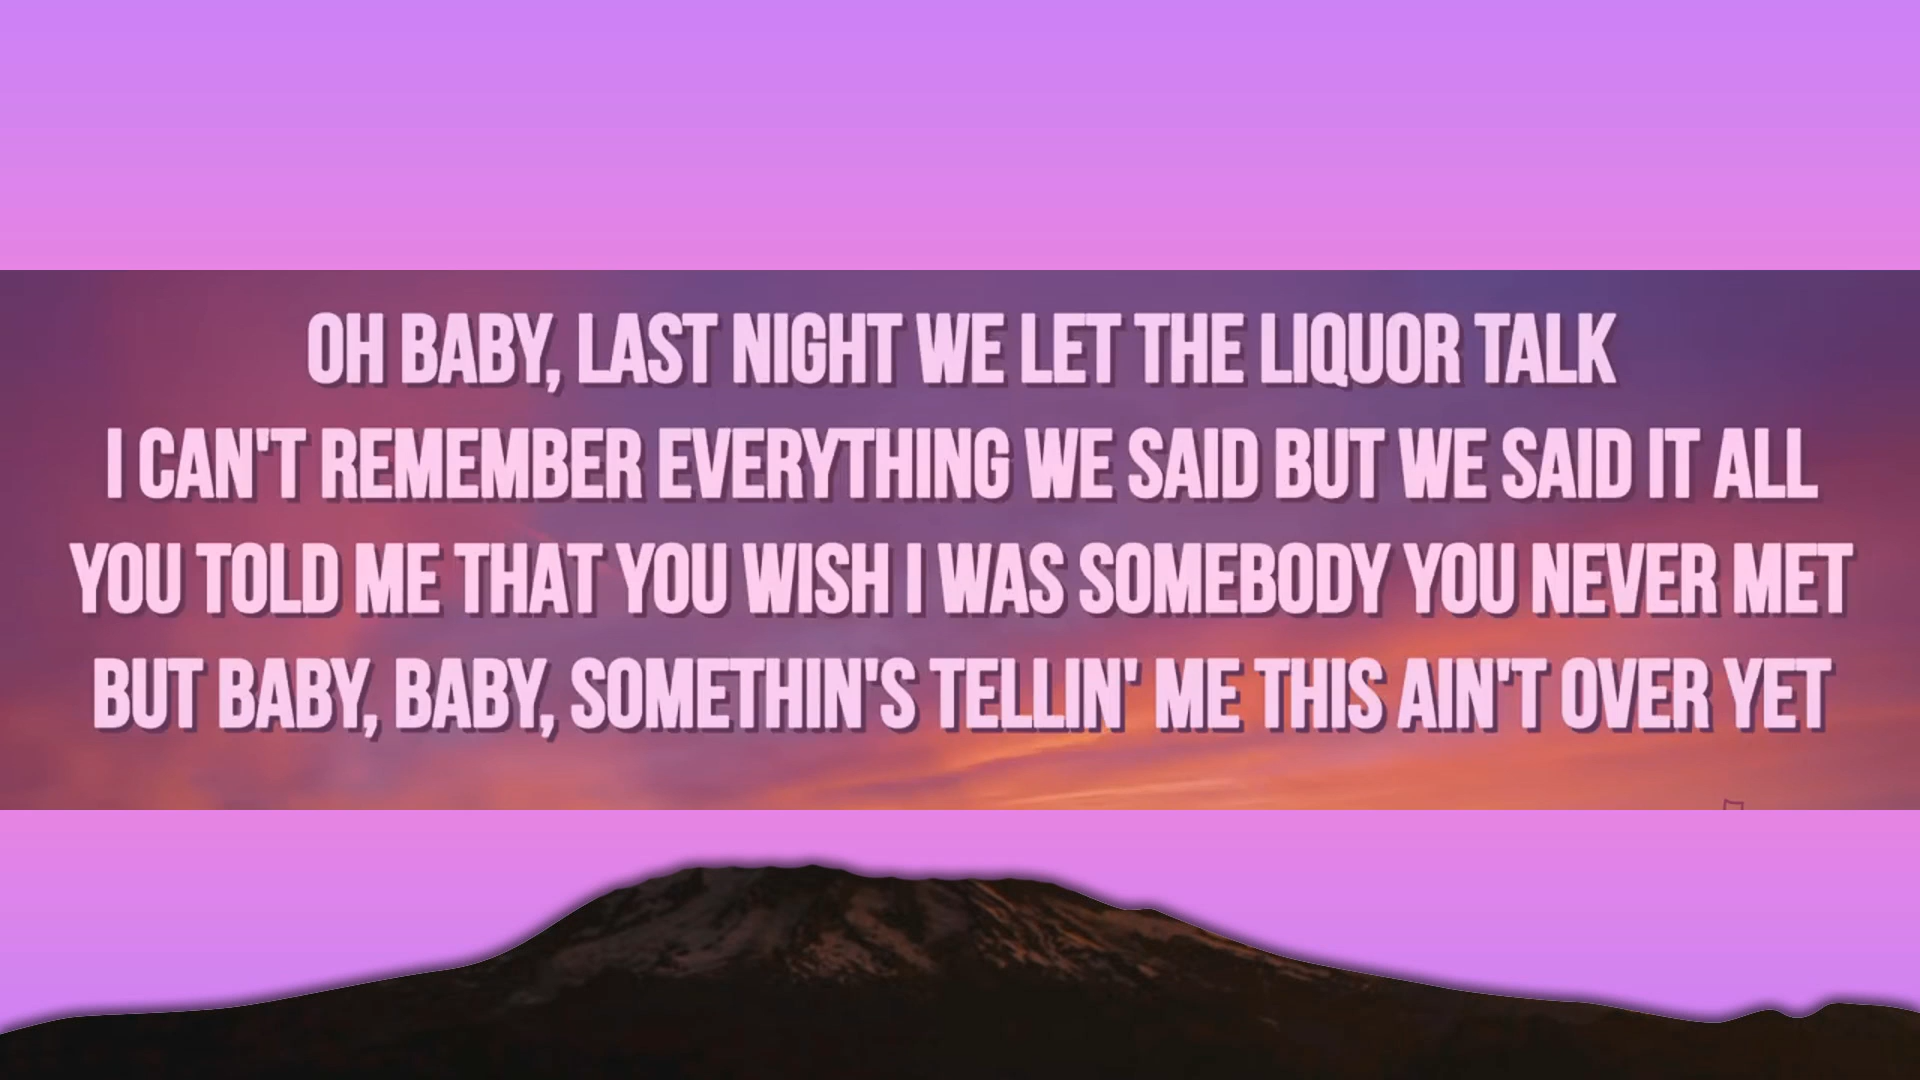 OH BABY, LAST NIGHT WE LET THE LIQUOR TALK
I CAN'T REMEMBER EVERYTHING WE SAID BUT WE SAID IT ALL
YOU TOLD ME THAT YOU WISH I WAS SOMEBODY YOU NEVER MET
BUT BABY, BABY, SOMETHIN'S TELLIN' ME THIS AIN'T OVER YET